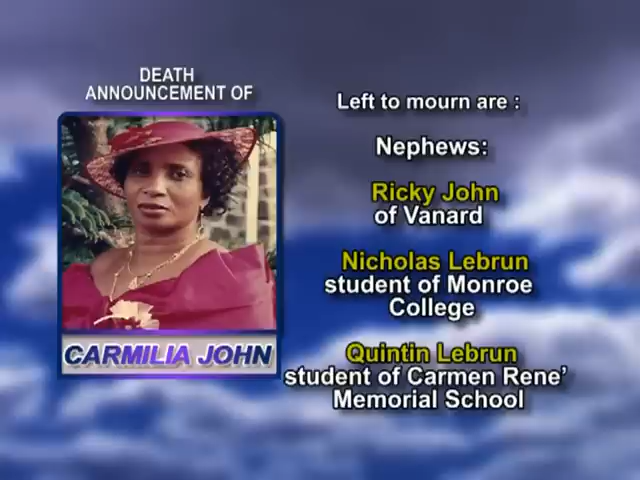 DEATH
ANNOUNCEMENT OF
CARMILIA JOHN
Left to mourn are :
Nephews:
Ricky John
of Vanard
Nicholas Lebrun
student of Monroe
College
Quintin Lebrun
student of Carmen Rene'
Memorial School